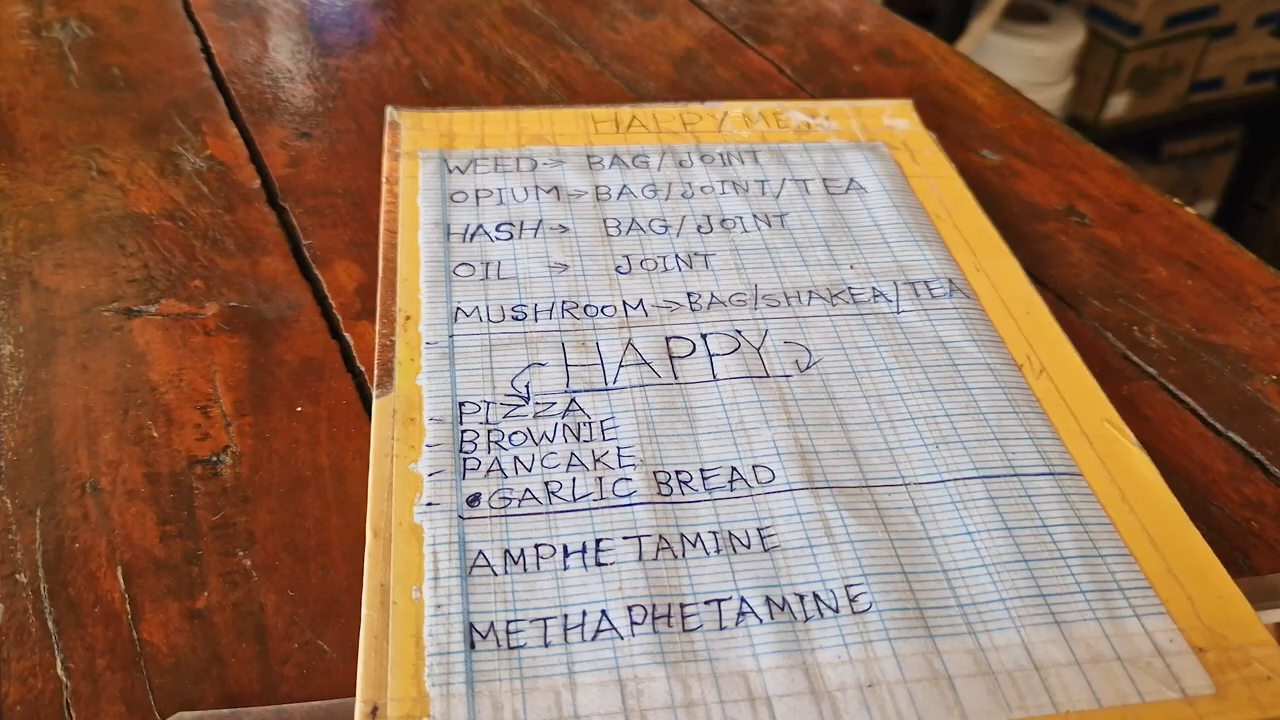 HAPPY MENU
WEED → BAG/JOINT
OPIUM → BAG/JOINT/TEA
HASH → BAG/JOINT
OIL → JOINT
MUSHROOM → BAG/SHAKEA/TEA
HAPPY
- PIZZA
- BROWNIE
- PANCAKE
- GARLIC BREAD
AMPHETAMINE
METHAPHETAMINE